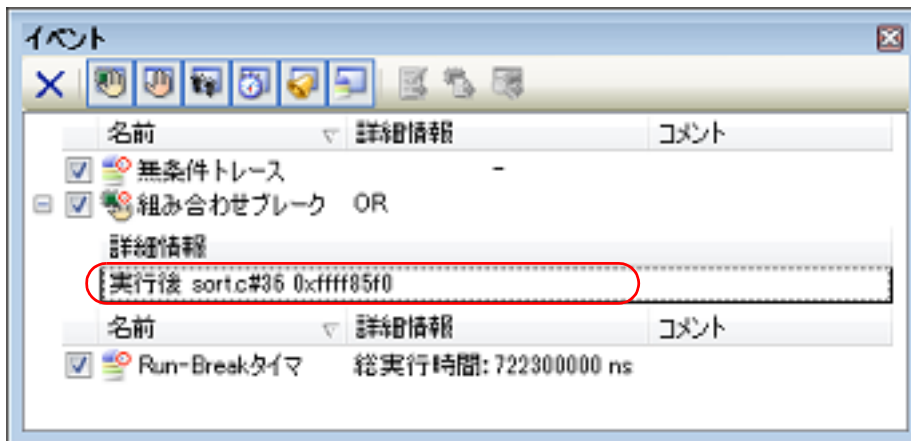 イベント
名前 詳細情報 コメント
無条件トレース -
組み合わせブレーク OR
詳細情報
実行後 sort.c#36 0xffff85f0
名前 詳細情報 コメント
Run-Breakタイマ 総実行時間: 722300000 ns